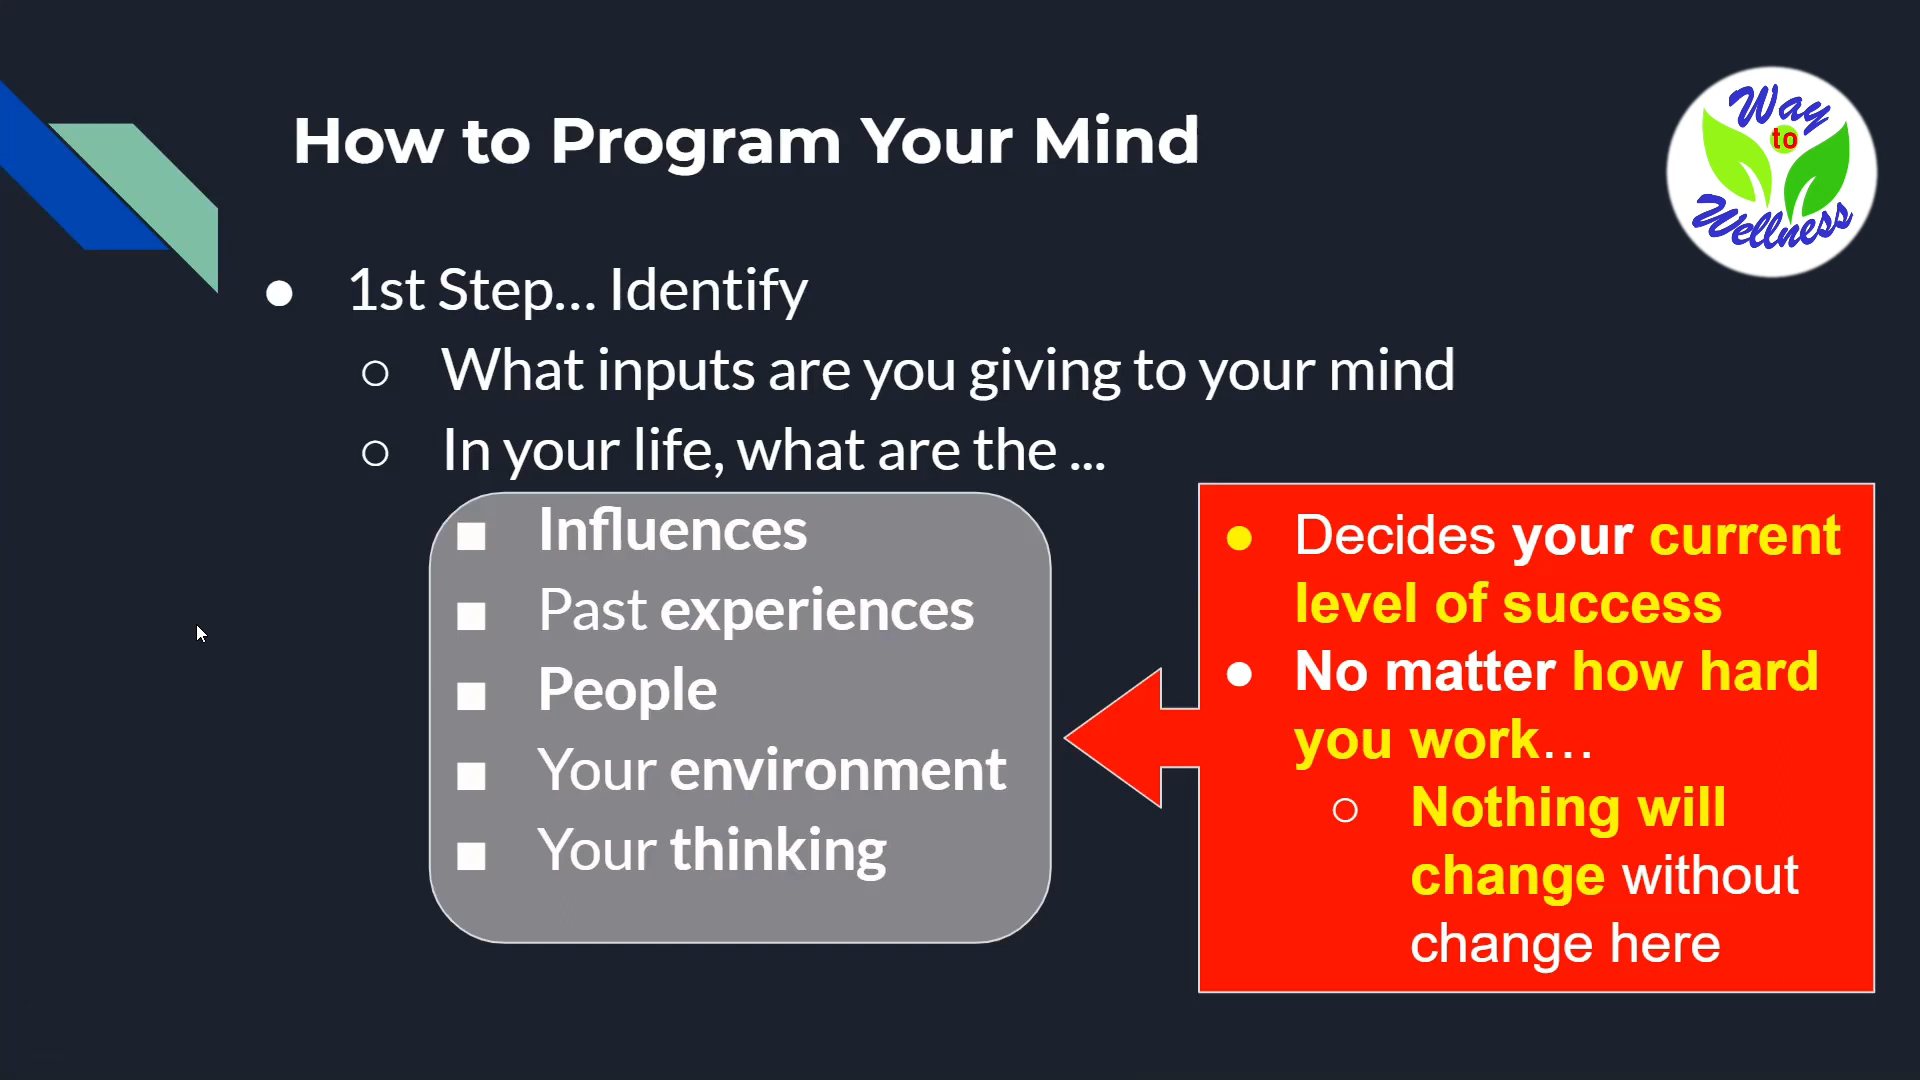 How to Program Your Mind
Way
to
Wellness
● 1st Step... Identify
○ What inputs are you giving to your mind
○ In your life, what are the ...
■ Influences
■ Past experiences
■ People
■ Your environment
■ Your thinking
● Decides your current
level of success
● No matter how hard
you work…
○ Nothing will
change without
change here